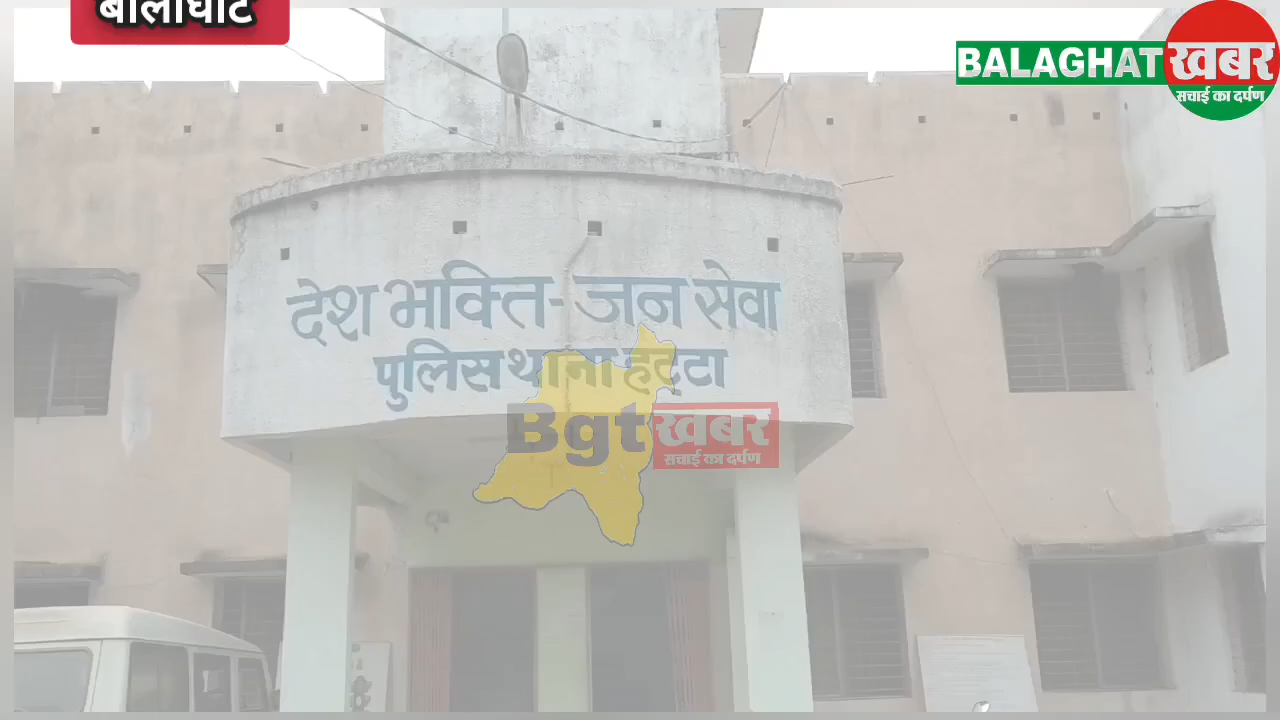 बालाघाट
BALAGHAT खबर
सच्चाई का दर्पण
देश भक्ति - जन सेवा
पुलिस थाना हट्टा
Bgt खबर
सच्चाई का दर्पण